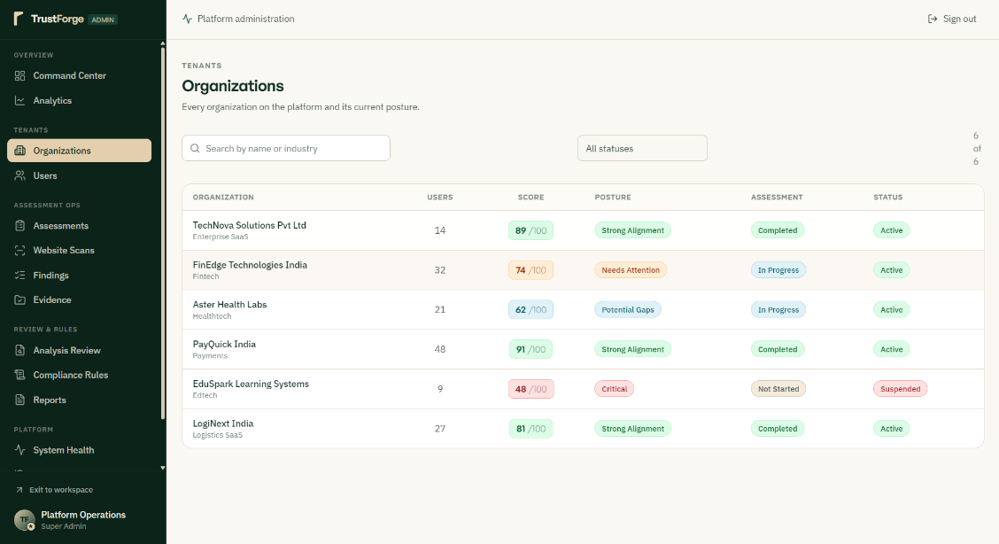 TrustForge ADMIN
Platform administration
Sign out
OVERVIEW
Command Center
Analytics
TENANTS
Organizations
Users
ASSESSMENT OPS
Assessments
Website Scans
Findings
Evidence
REVIEW & RULES
Analysis Review
Compliance Rules
Reports
PLATFORM
System Health
Exit to workspace
TF
Platform Operations
Super Admin
TENANTS
Organizations
Every organization on the platform and its current posture.
Search by name or industry
All statuses
6
of
6
ORGANIZATION USERS SCORE POSTURE ASSESSMENT STATUS
TechNova Solutions Pvt Ltd 14 89 /100 Strong Alignment Completed Active
Enterprise SaaS
FinEdge Technologies India 32 74 /100 Needs Attention In Progress Active
Fintech
Aster Health Labs 21 62 /100 Potential Gaps In Progress Active
Healthtech
PayQuick India 48 91 /100 Strong Alignment Completed Active
Payments
EduSpark Learning Systems 9 48 /100 Critical Not Started Suspended
Edtech
LogiNext India 27 81 /100 Strong Alignment Completed Active
Logistics SaaS